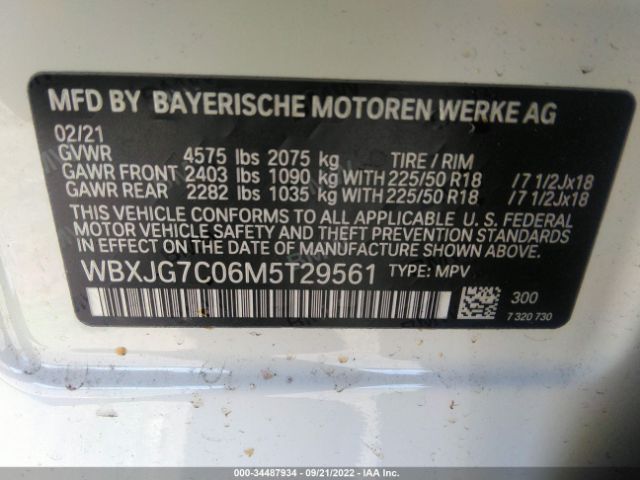 MFD BY BAYERISCHE MOTOREN WERKE AG
02/21
GVWR 4575 lbs 2075 kg TIRE / RIM
GAWR FRONT 2403 lbs 1090 kg WITH 225/50 R18 /7 1/2Jx18
GAWR REAR 2282 lbs 1035 kg WITH 225/50 R18 /7 1/2Jx18
THIS VEHICLE CONFORMS TO ALL APPLICABLE U. S. FEDERAL
MOTOR VEHICLE SAFETY AND THEFT PREVENTION STANDARDS
IN EFFECT ON THE DATE OF MANUFACTURE SHOWN ABOVE.
WBXJG7C06M5T29561 TYPE: MPV
300
7 320 730
000-34487934 - 09/21/2022 - IAA Inc.